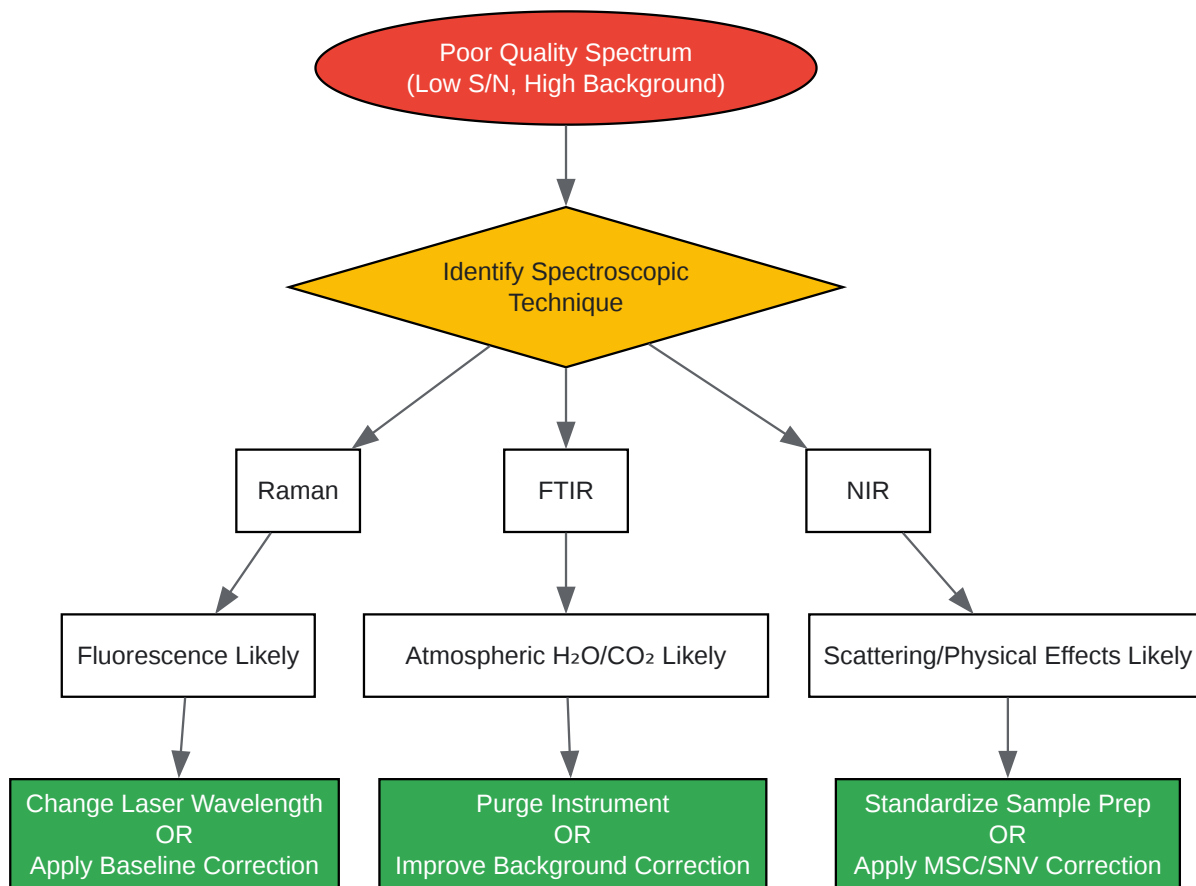 Poor Quality Spectrum
(Low S/N, High Background)
Identify Spectroscopic
Technique
Raman
FTIR
NIR
Fluorescence Likely
Atmospheric H₂O/CO₂ Likely
Scattering/Physical Effects Likely
Change Laser Wavelength
OR
Apply Baseline Correction
Purge Instrument
OR
Improve Background Correction
Standardize Sample Prep
OR
Apply MSC/SNV Correction